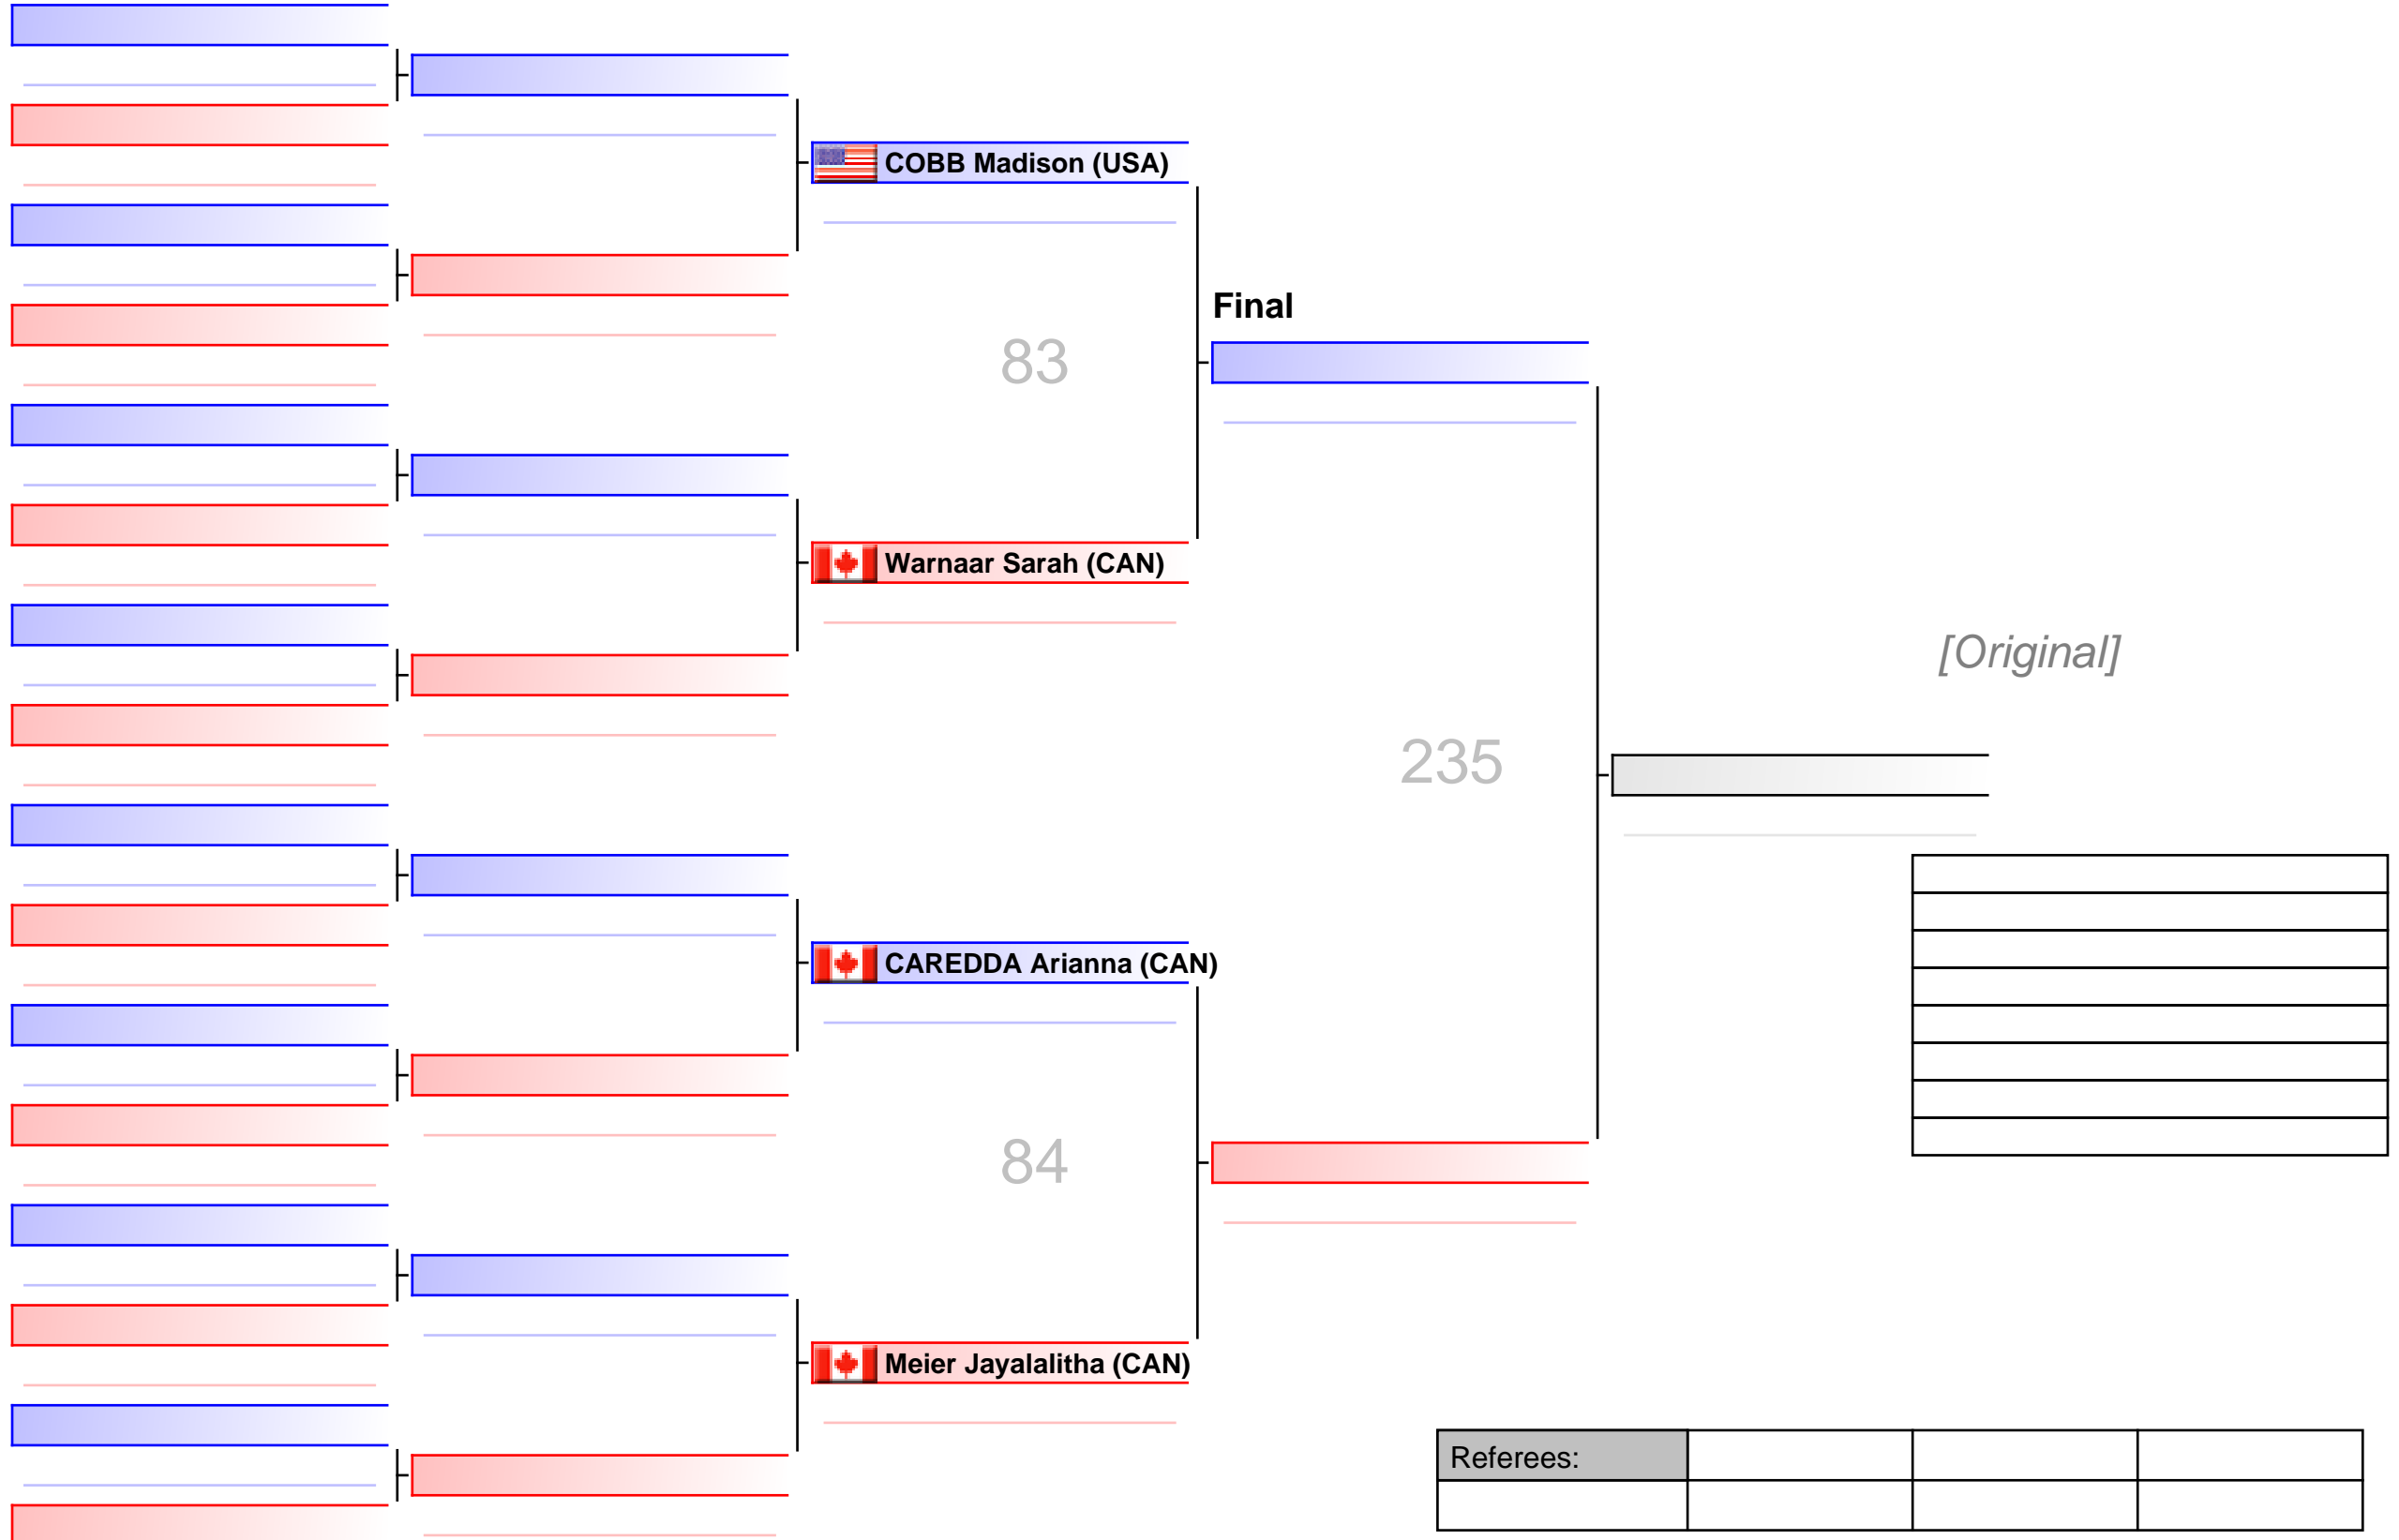 COBB Madison (USA)
Final
83
Warnaar Sarah (CAN)
[Original]
235
CAREDDA Arianna (CAN)
84
Meier Jayalalitha (CAN)
Referees: